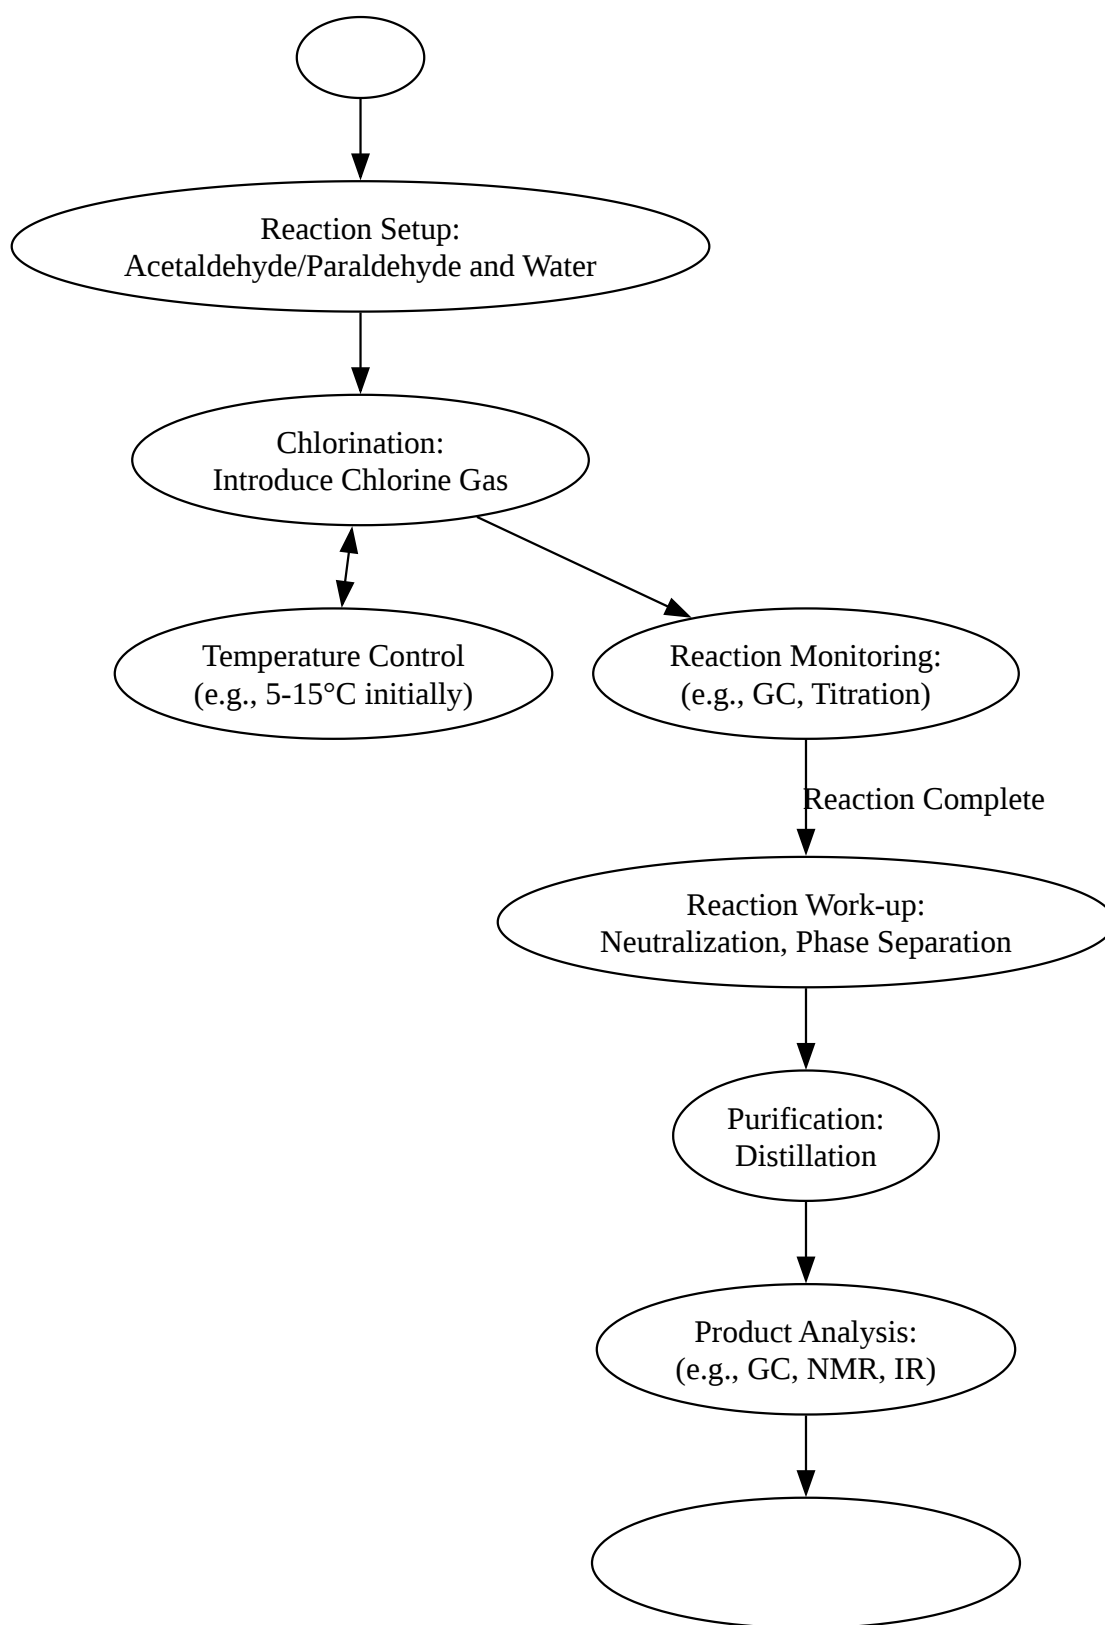 Reaction Setup:
Acetaldehyde/Paraldehyde and Water
Chlorination:
Introduce Chlorine Gas
Temperature Control
(e.g., 5-15°C initially)
Reaction Monitoring:
(e.g., GC, Titration)
Reaction Complete
Reaction Work-up:
Neutralization, Phase Separation
Purification:
Distillation
Product Analysis:
(e.g., GC, NMR, IR)